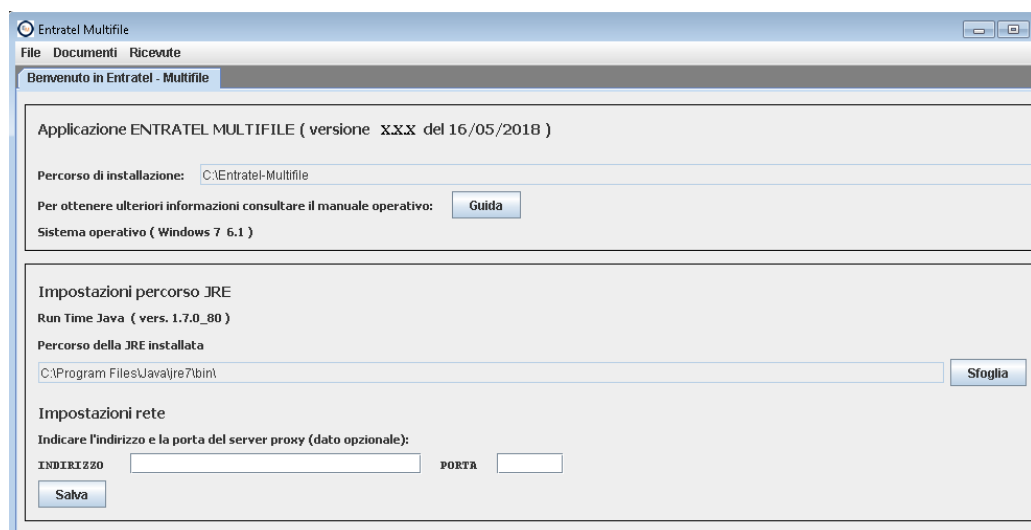 Entratel Multifile
File Documenti Ricevute
Benvenuto in Entratel - Multifile
Applicazione ENTRATEL MULTIFILE ( versione X.X.X del 16/05/2018 )
Percorso di installazione: C:\Entratel-Multifile
Per ottenere ulteriori informazioni consultare il manuale operativo: Guida
Sistema operativo ( Windows 7 6.1 )
Impostazioni percorso JRE
Run Time Java ( vers. 1.7.0_80 )
Percorso della JRE installata
C:\Program Files\Java\jre7\bin\ Sfoglia
Impostazioni rete
Indicare l'indirizzo e la porta del server proxy (dato opzionale):
INDIRIZZO PORTA
Salva